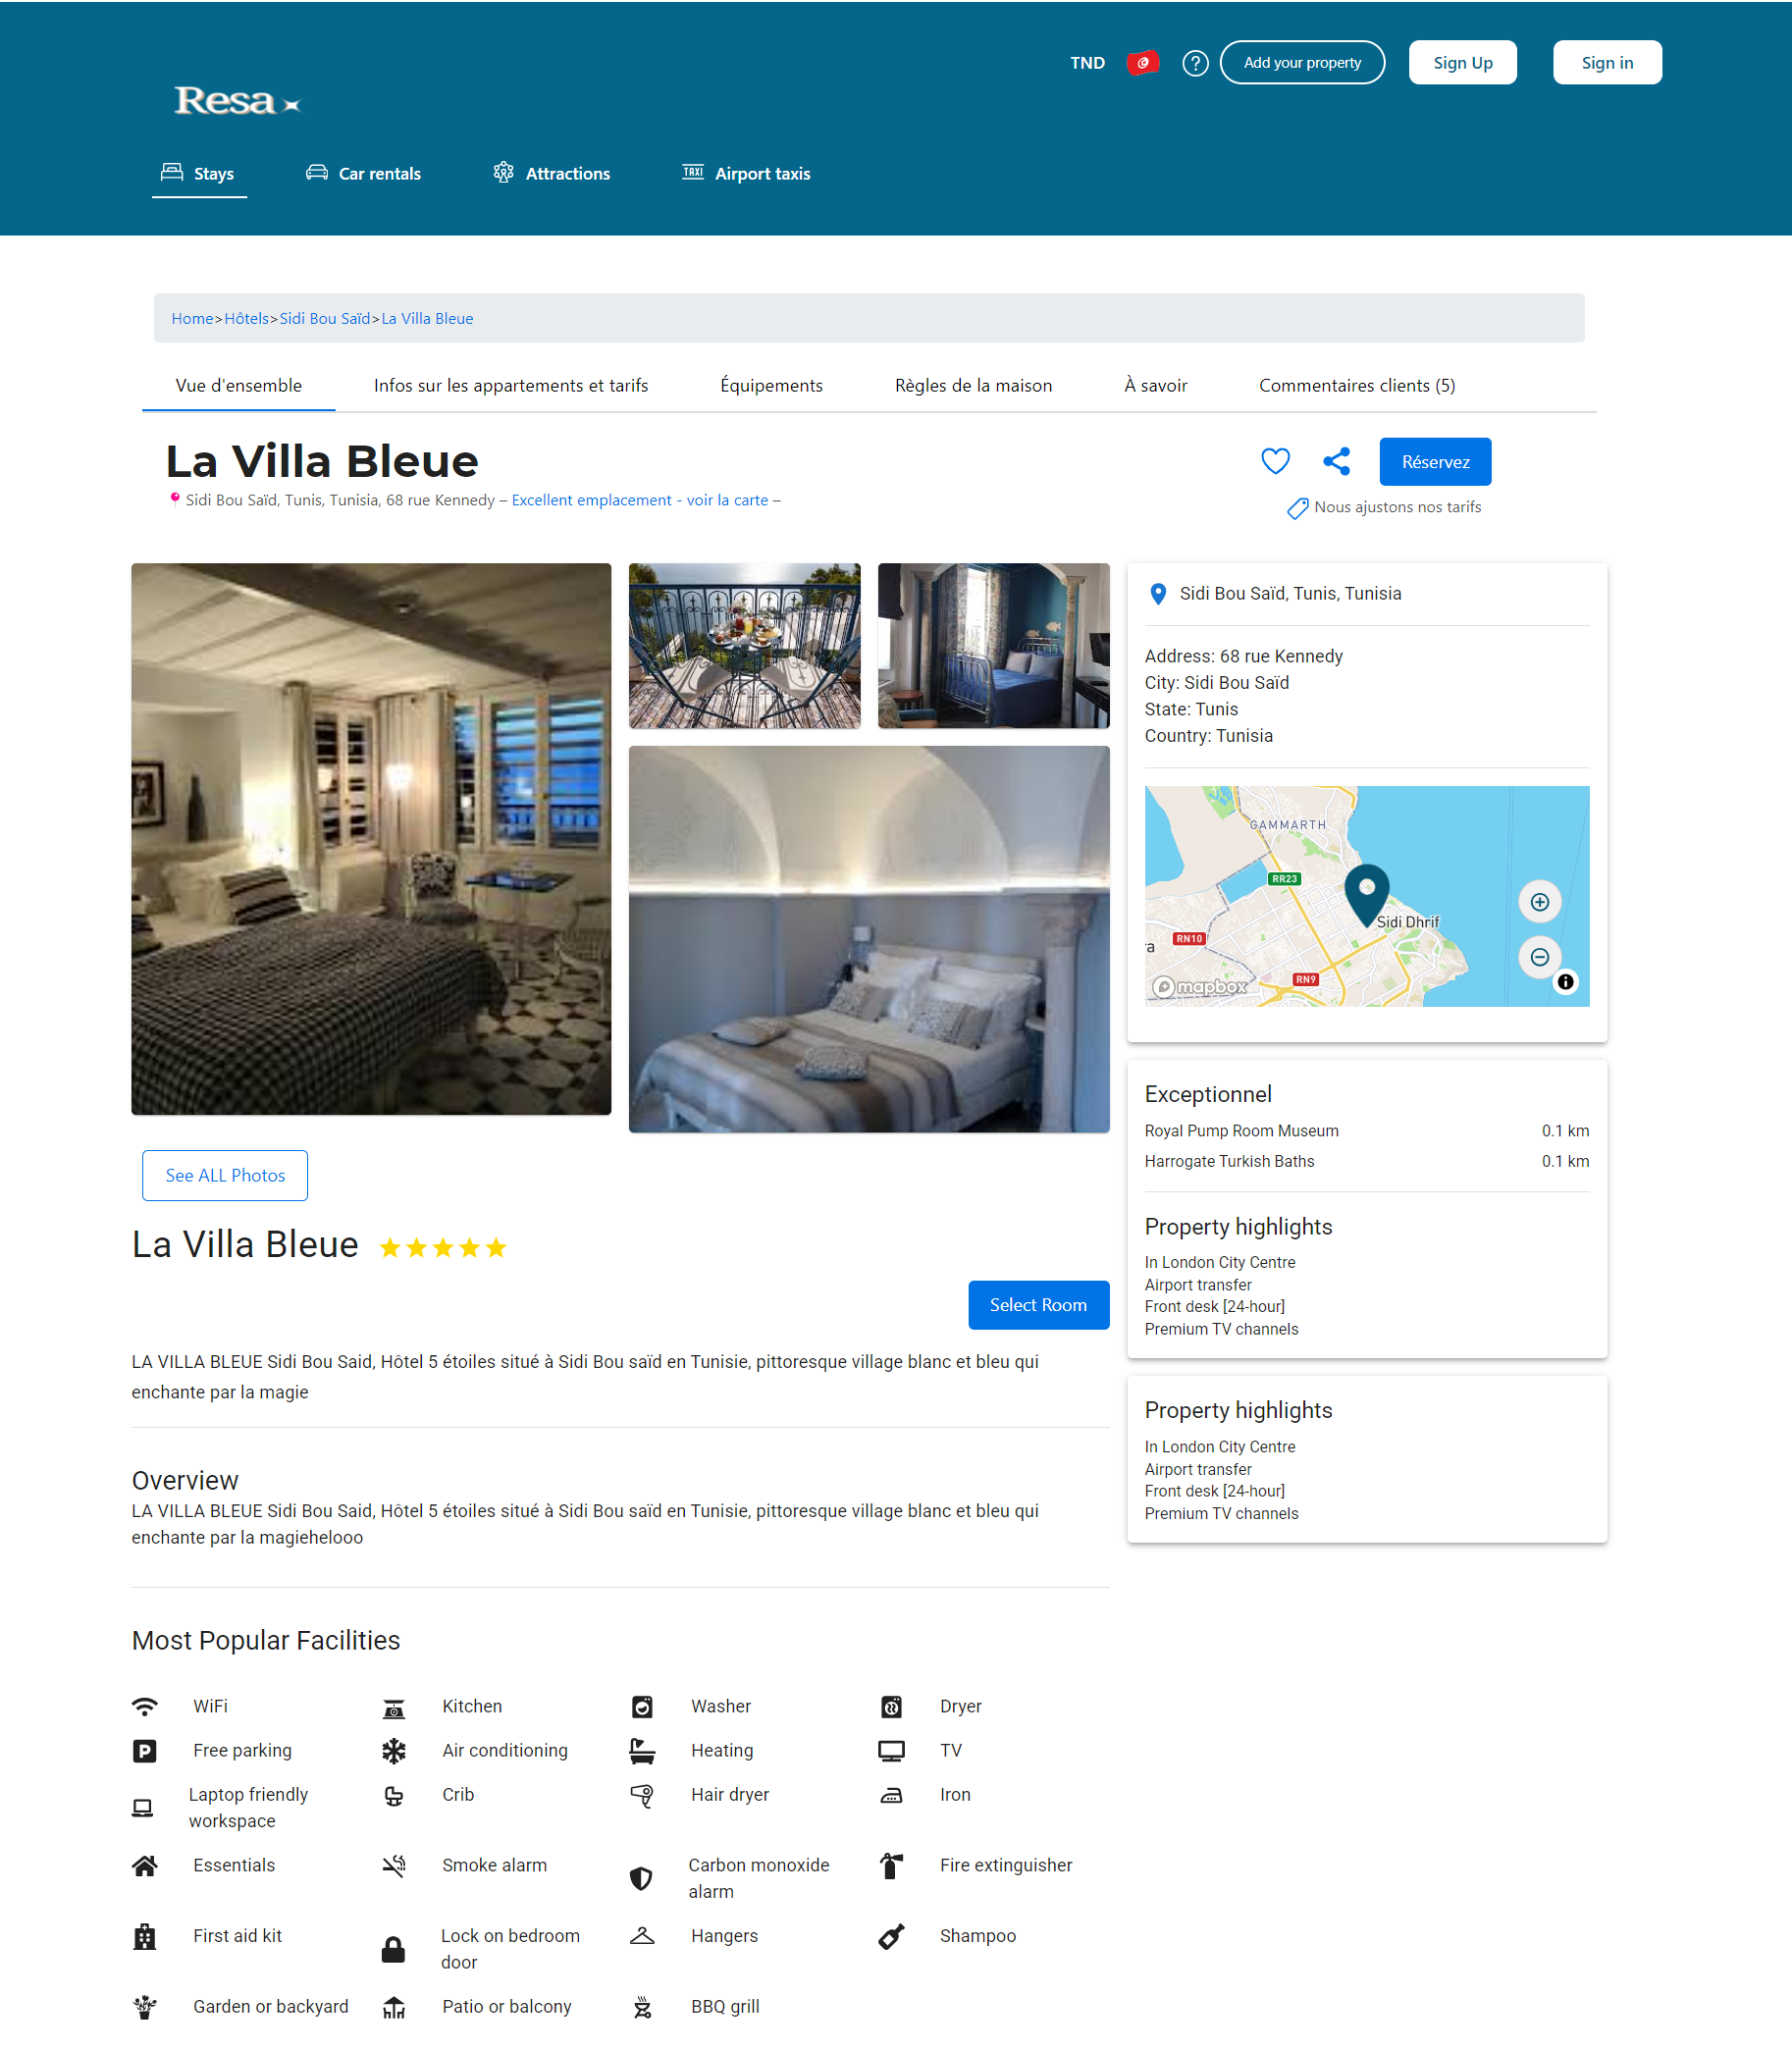 TND
Add your property
Sign Up
Sign in
Resa
Stays
Car rentals
Attractions
TAXI
Airport taxis
Home>Hôtels>Sidi Bou Saïd>La Villa Bleue
Vue d'ensemble
Infos sur les appartements et tarifs
Équipements
Règles de la maison
À savoir
Commentaires clients (5)
La Villa Bleue
Réservez
Sidi Bou Saïd, Tunis, Tunisia, 68 rue Kennedy – Excellent emplacement - voir la carte –
Nous ajustons nos tarifs
Sidi Bou Saïd, Tunis, Tunisia
Address: 68 rue Kennedy
City: Sidi Bou Saïd
State: Tunis
Country: Tunisia
GAMMARTH
RR23
Sidi Dhrif
RN10
ra
RN9
mapbox
See ALL Photos
La Villa Bleue
Select Room
LA VILLA BLEUE Sidi Bou Said, Hôtel 5 étoiles situé à Sidi Bou saïd en Tunisie, pittoresque village blanc et bleu qui
enchante par la magie
Overview
LA VILLA BLEUE Sidi Bou Said, Hôtel 5 étoiles situé à Sidi Bou saïd en Tunisie, pittoresque village blanc et bleu qui
enchante par la magiehelooo
Exceptionnel
Royal Pump Room Museum 0.1 km
Harrogate Turkish Baths 0.1 km
Property highlights
In London City Centre
Airport transfer
Front desk [24-hour]
Premium TV channels
Property highlights
In London City Centre
Airport transfer
Front desk [24-hour]
Premium TV channels
Most Popular Facilities
WiFi
Kitchen
Washer
Dryer
Free parking
Air conditioning
Heating
TV
Laptop friendly
workspace
Crib
Hair dryer
Iron
Essentials
Smoke alarm
Carbon monoxide
alarm
Fire extinguisher
First aid kit
Lock on bedroom
door
Hangers
Shampoo
Garden or backyard
Patio or balcony
BBQ grill